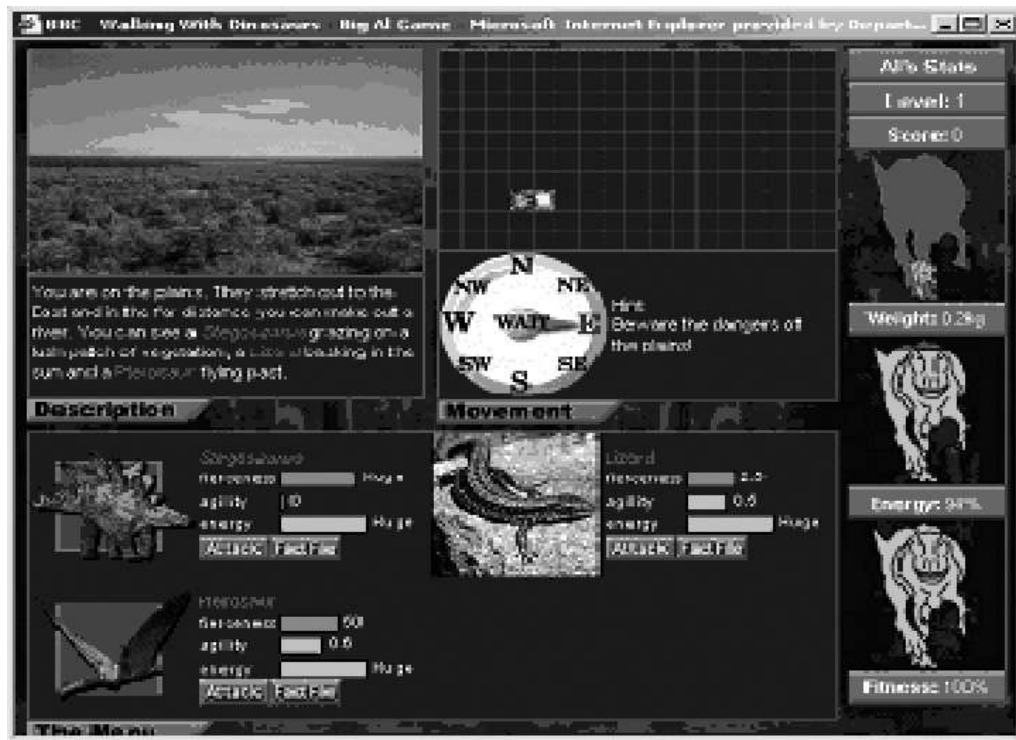 BBC Walking With Dinosaurs - Big Al Game - Microsoft Internet Explorer provided by Depart...
Al's Stats
Level: 1
Score: 0
You are on the plains. They stretch out to the
East and in the far distance you can make out a
river. You can see a Stegosaurus grazing on a
lush patch of vegetation, a Lizard basking in the
sun and a Pterosaur flying past.
Description
N
NW NE
W WAIT E
SW SE
S
Hint
Beware the dangers of
the plains!
Movement
Weight:
Energy:
Fitness: 100%
Stegosaurus
fierceness Huge
agility 0
energy Huge
Attack Fact File
Lizard
fierceness
agility 0.5
energy Huge
Attack Fact File
Pterosaur
fierceness
agility 0.5
energy Huge
Attack Fact File
The Menu